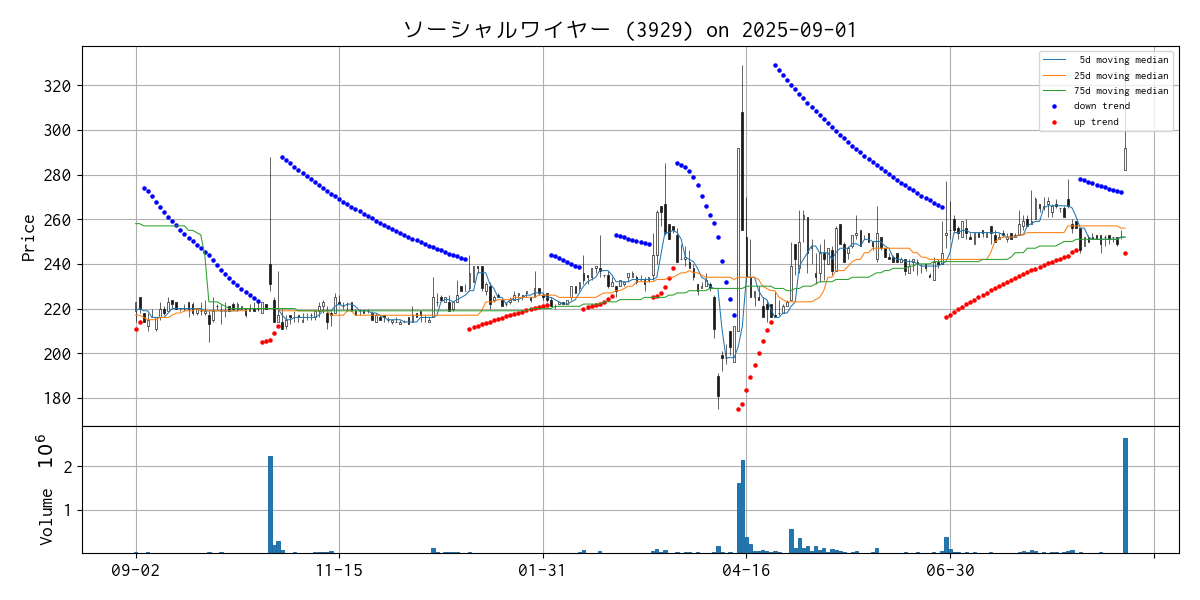 ソーシャルワイヤー (3929) on 2025-09-01
5d moving median
25d moving median
75d moving median
down trend
up trend
Price
320
300
280
260
240
220
200
180
Volume 10^6
2
1
09-02
11-15
01-31
04-16
06-30